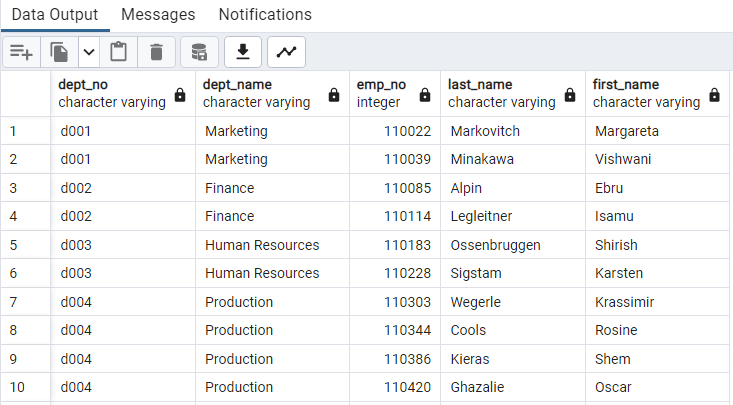 Data Output Messages Notifications
dept_no dept_name emp_no last_name first_name
character varying character varying integer character varying character varying
1 d001 Marketing 110022 Markovitch Margareta
2 d001 Marketing 110039 Minakawa Vishwani
3 d002 Finance 110085 Alpin Ebru
4 d002 Finance 110114 Legleitner Isamu
5 d003 Human Resources 110183 Ossenbruggen Shirish
6 d003 Human Resources 110228 Sigstam Karsten
7 d004 Production 110303 Wegerle Krassimir
8 d004 Production 110344 Cools Rosine
9 d004 Production 110386 Kieras Shem
10 d004 Production 110420 Ghazalie Oscar